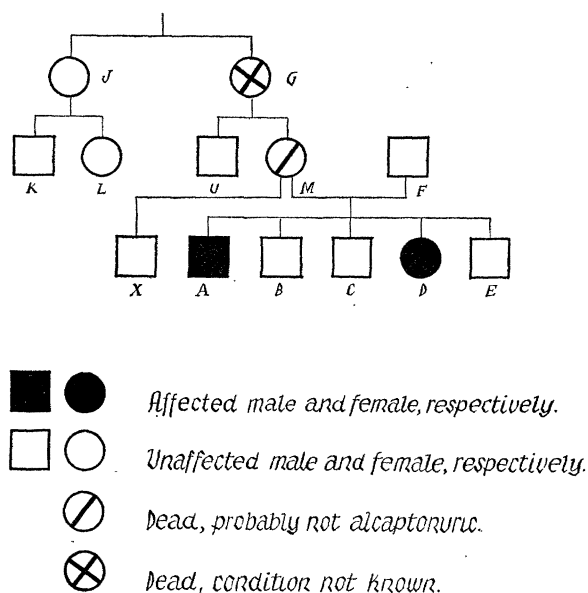 J G
K L U M F
X A B C D E
Affected male and female, respectively.
Unaffected male and female, respectively.
Dead, probably not alcaptonuric.
Dead, condition not known.